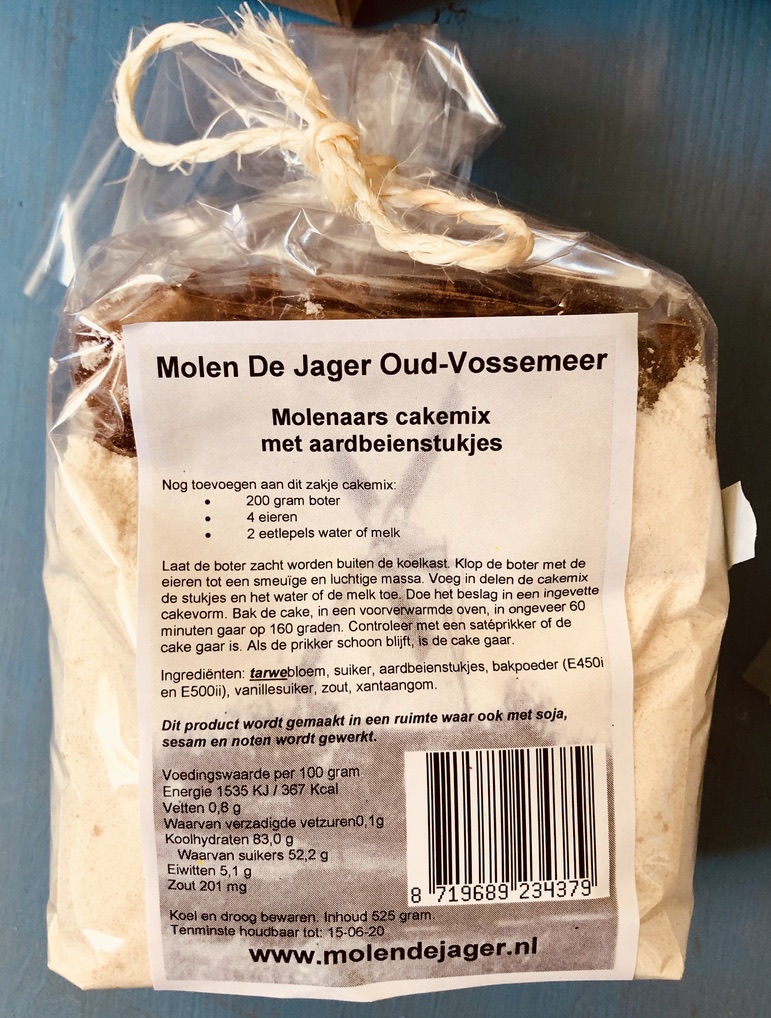 Molen De Jager Oud-Vossemeer
Molenaars cakemix
met aardbeienstukjes
Nog toevoegen aan dit zakje cakemix:
• 200 gram boter
• 4 eieren
• 2 eetlepels water of melk
Laat de boter zacht worden buiten de koelkast. Klop de boter met de
eieren tot een smeuïge en luchtige massa. Voeg in delen de cakemix
de stukjes en het water of de melk toe. Doe het beslag in een ingevette
cakevorm. Bak de cake, in een voorverwarmde oven, in ongeveer 60
minuten gaar op 160 graden. Controleer met een satéprikker of de
cake gaar is. Als de prikker schoon blijft, is de cake gaar.
Ingrediënten: tarwebloem, suiker, aardbeienstukjes, bakpoeder (E450i
en E500ii), vanillesuiker, zout, xantaangom.
Dit product wordt gemaakt in een ruimte waar ook met soja,
sesam en noten wordt gewerkt.
Voedingswaarde per 100 gram
Energie 1535 KJ / 367 Kcal
Vetten 0,8 g
Waarvan verzadigde vetzuren0,1g
Koolhydraten 83,0 g
Waarvan suikers 52,2 g
Eiwitten 5,1 g
Zout 201 mg
8 719689 234379
Koel en droog bewaren. Inhoud 525 gram
Tenminste houdbaar tot: 15-06-20
www.molendejager.nl